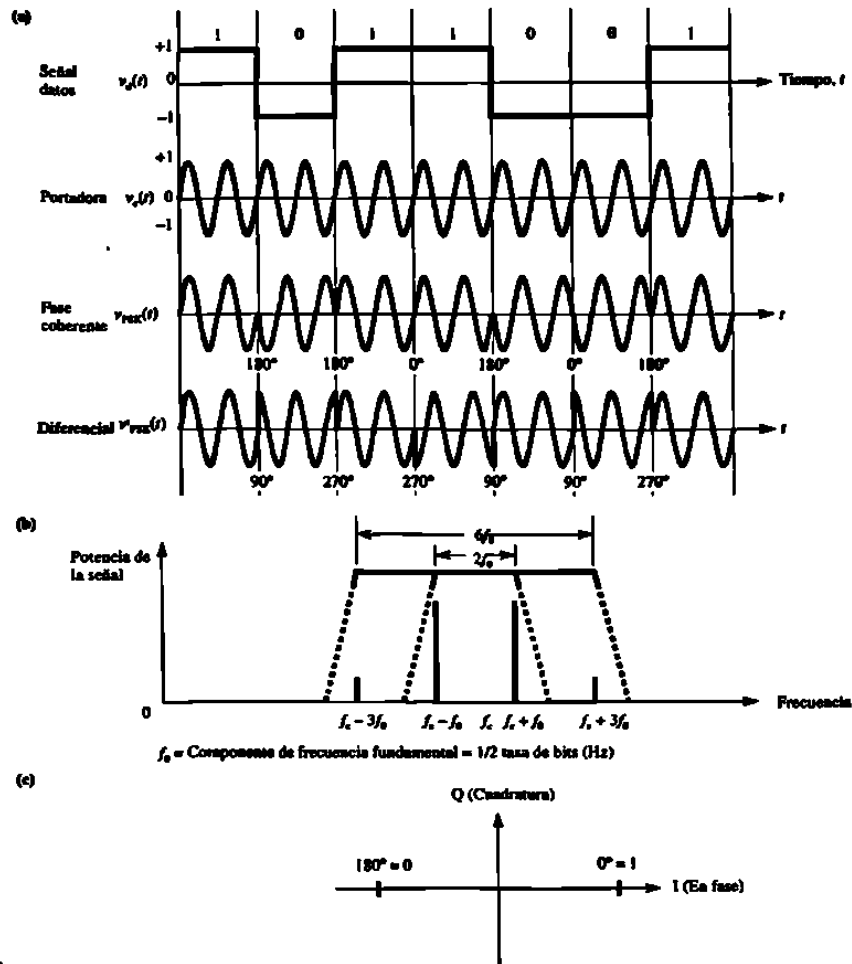 (a)
1 0 1 1 0 0 1
+1
Señal datos v_d(t) 0 Tiempo, t
−1
+1
Portadora v_c(t) 0 t
−1
Fase coherente v_PSK(t) t
180° 180° 0° 180° 0° 180°
Diferencial v'_PSK(t) t
90° 270° 270° 90° 90° 270°
(b)
6f_0
Potencia de la señal
2f_0
0 Frecuencia
f_c − 3f_0 f_c − f_0 f_c f_c + f_0 f_c + 3f_0
f_0 = Componente de frecuencia fundamental = 1/2 tasa de bits (Hz)
(c)
Q (Cuadratura)
180° = 0 0° = 1
I (En fase)